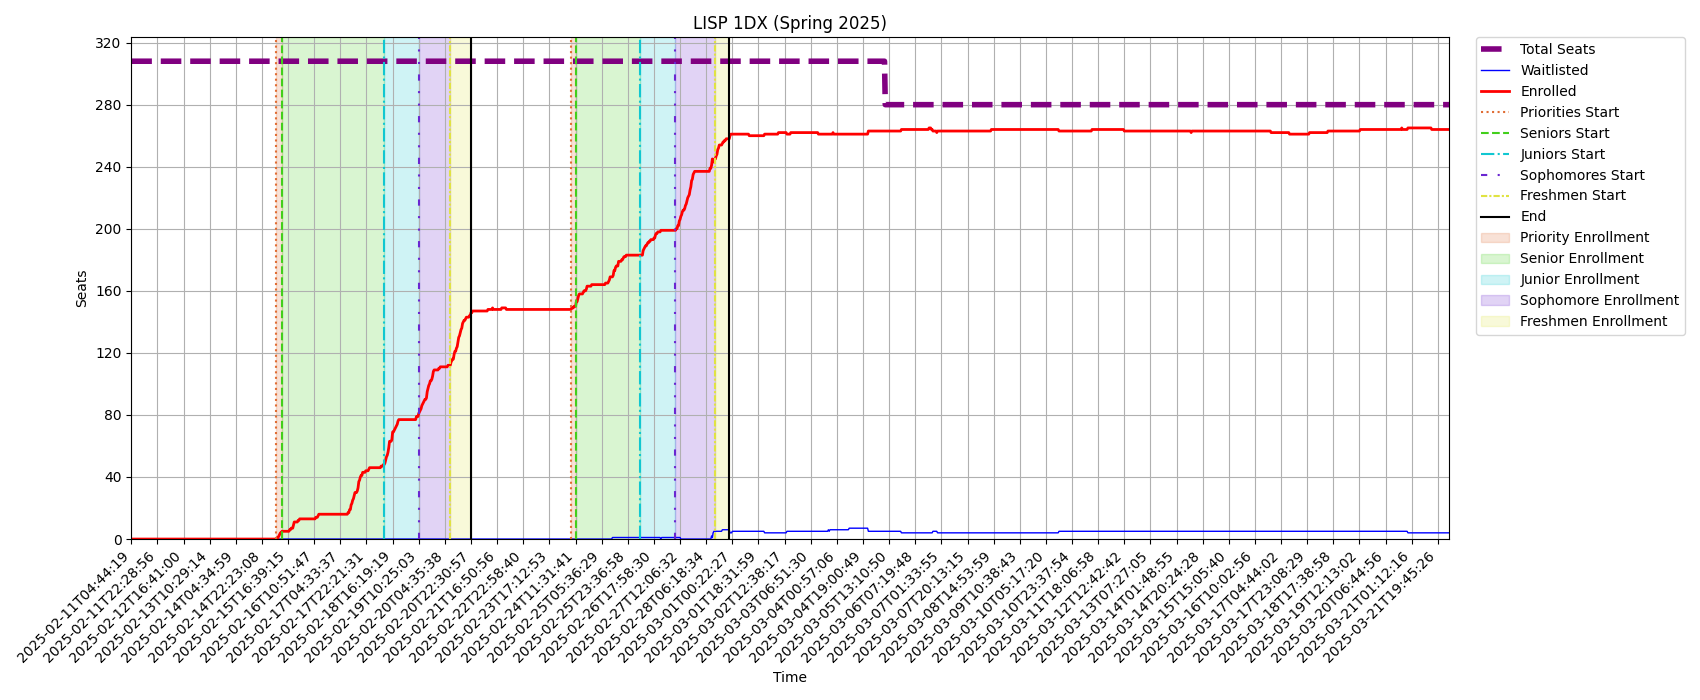 LISP 1DX (Spring 2025)
Seats
320
280
240
200
160
120
80
40
0
2025-02-11T04:44:19
2025-02-11T22:28:56
2025-02-12T16:41:00
2025-02-13T10:29:14
2025-02-14T04:34:59
2025-02-14T22:23:08
2025-02-15T16:39:15
2025-02-16T10:51:47
2025-02-17T04:33:37
2025-02-17T22:21:31
2025-02-18T16:19:19
2025-02-19T10:25:03
2025-02-20T04:35:38
2025-02-20T22:30:57
2025-02-21T16:50:56
2025-02-22T22:58:40
2025-02-23T17:12:53
2025-02-24T11:31:41
2025-02-25T05:36:29
2025-02-25T23:36:58
2025-02-26T17:58:30
2025-02-27T12:06:32
2025-02-28T06:18:34
2025-03-01T00:22:27
2025-03-01T18:31:59
2025-03-02T12:38:17
2025-03-03T06:51:30
2025-03-04T00:57:06
2025-03-04T19:00:49
2025-03-05T13:10:50
2025-03-06T07:19:48
2025-03-07T01:33:55
2025-03-07T20:13:15
2025-03-08T14:53:59
2025-03-09T10:38:43
2025-03-10T05:17:20
2025-03-10T23:37:54
2025-03-11T18:06:58
2025-03-12T12:42:42
2025-03-13T07:27:05
2025-03-14T01:48:55
2025-03-14T20:24:28
2025-03-15T15:05:40
2025-03-16T10:02:56
2025-03-17T04:44:02
2025-03-17T23:08:29
2025-03-18T17:38:58
2025-03-19T12:13:02
2025-03-20T06:44:56
2025-03-21T01:12:16
2025-03-21T19:45:26
Time
Total Seats
Waitlisted
Enrolled
Priorities Start
Seniors Start
Juniors Start
Sophomores Start
Freshmen Start
End
Priority Enrollment
Senior Enrollment
Junior Enrollment
Sophomore Enrollment
Freshmen Enrollment